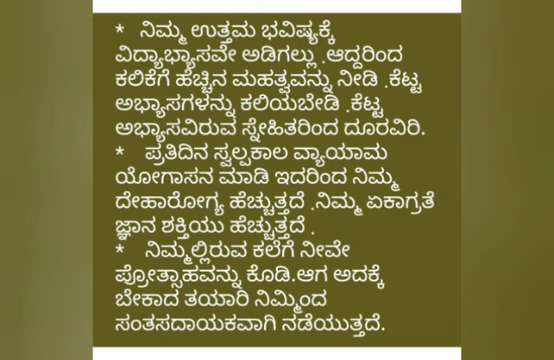 * ನಿಮ್ಮ ಉತ್ತಮ ಭವಿಷ್ಯಕ್ಕೆ
ವಿದ್ಯಾಭ್ಯಾಸವೇ ಅಡಿಗಲ್ಲು .ಆದ್ದರಿಂದ
ಕಲಿಕೆಗೆ ಹೆಚ್ಚಿನ ಮಹತ್ವವನ್ನು ನೀಡಿ .ಕೆಟ್ಟ
ಅಭ್ಯಾಸಗಳನ್ನು ಕಲಿಯಬೇಡಿ .ಕೆಟ್ಟ
ಅಭ್ಯಾಸವಿರುವ ಸ್ನೇಹಿತರಿಂದ ದೂರವಿರಿ.
* ಪ್ರತಿದಿನ ಸ್ವಲ್ಪಕಾಲ ವ್ಯಾಯಾಮ
ಯೋಗಾಸನ ಮಾಡಿ ಇದರಿಂದ ನಿಮ್ಮ
ದೇಹಾರೋಗ್ಯ ಹೆಚ್ಚುತ್ತದೆ .ನಿಮ್ಮ ಏಕಾಗ್ರತೆ
ಜ್ಞಾನ ಶಕ್ತಿಯು ಹೆಚ್ಚುತ್ತದೆ .
* ನಿಮ್ಮಲ್ಲಿರುವ ಕಲೆಗೆ ನೀವೇ
ಪ್ರೋತ್ಸಾಹವನ್ನು ಕೊಡಿ.ಆಗ ಅದಕ್ಕೆ
ಬೇಕಾದ ತಯಾರಿ ನಿಮ್ಮಿಂದ
ಸಂತಸದಾಯಕವಾಗಿ ನಡೆಯುತ್ತದೆ.